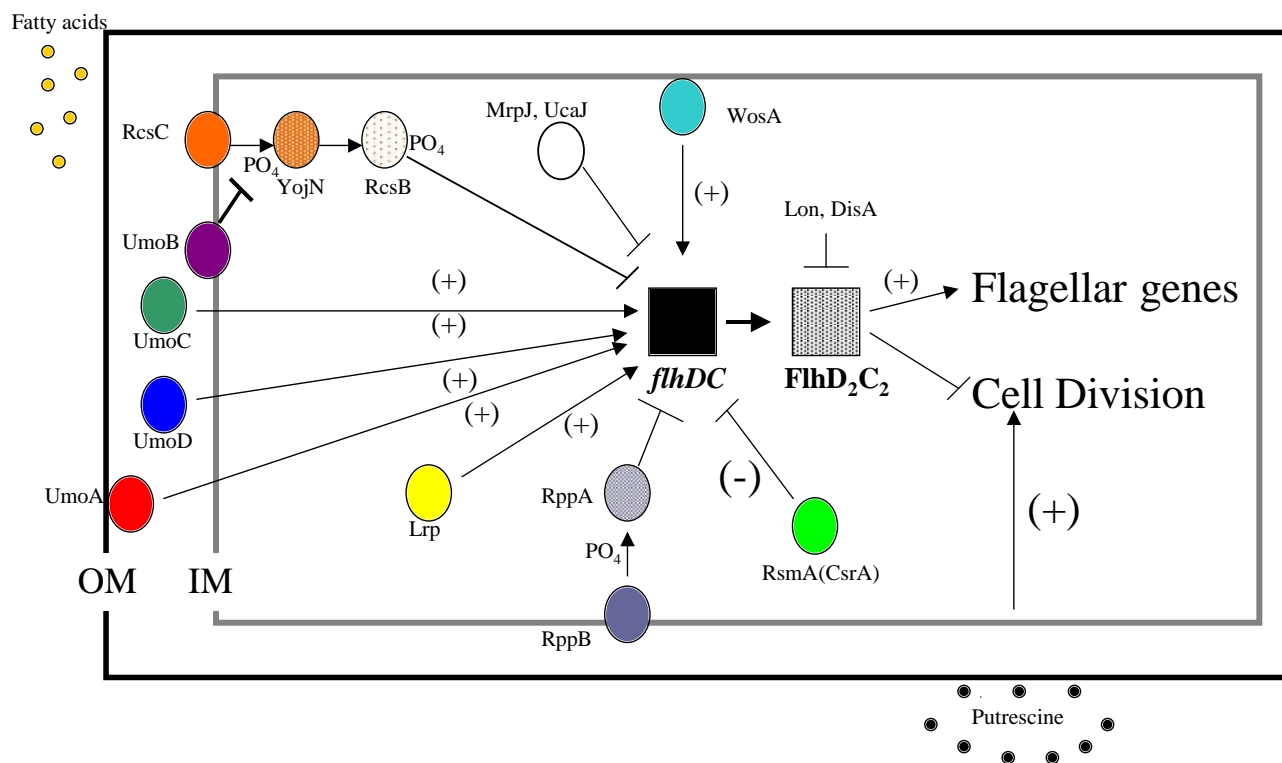 Fatty acids
RcsC
PO4
YojN
PO4
RcsB
MrpJ, UcaJ
WosA
(+)
Lon, DisA
UmoB
(+)
(+)
Flagellar genes
UmoC
(+)
flhDC
FlhD2C2
Cell Division
UmoD
(+)
(+)
(+)
UmoA
Lrp
RppA
(-)
(+)
PO4
RsmA(CsrA)
OM
IM
RppB
Putrescine